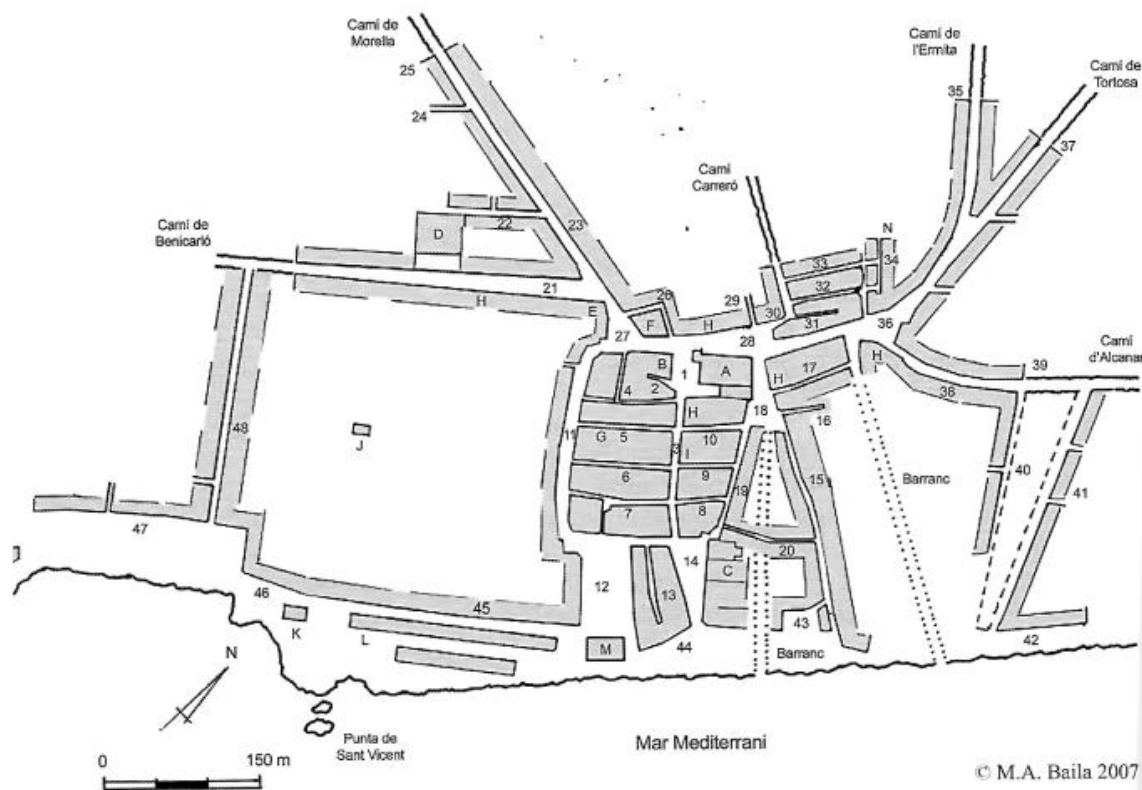 Camí de
Morella
Camí de
l'Ermita
Camí de
Tortosa
25
35
24
37
Camí
Carreró
Camí de
Benicarló
D
22
23
N
33
34
21
26
29
32
H
E
F
H
30
31
36
27
28
H
Camí
d'Alcanar
B
1
A
17
39
4
2
H
38
H
18
16
11
G
5
3
10
48
J
I
Barranc
40
6
9
19
15
41
7
8
47
14
20
12
C
46
13
45
43
K
L
42
N
M
44
Barranc
Punta de
Sant Vicent
Mar Mediterrani
0
150 m
© M.A. Baila 2007